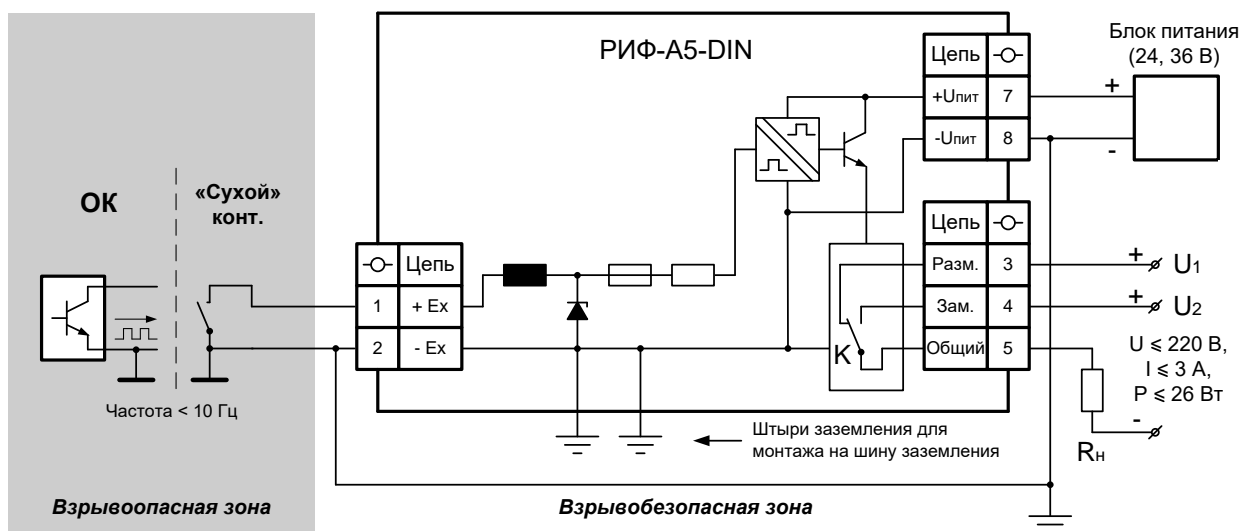 РИФ-A5-DIN
Блок питания
(24, 36 В)
Цепь
+Uпит 7
-Uпит 8
+
-
ОК
«Сухой»
конт.
Цепь
1 + Ex
2 - Ex
Частота < 10 Гц
Цепь
Разм. 3
Зам. 4
Общий 5
K
+ U1
+ U2
U ⩽ 220 В,
I ⩽ 3 А,
P ⩽ 26 Вт
-
Rн
Штыри заземления для
монтажа на шину заземления
Взрывоопасная зона
Взрывобезопасная зона